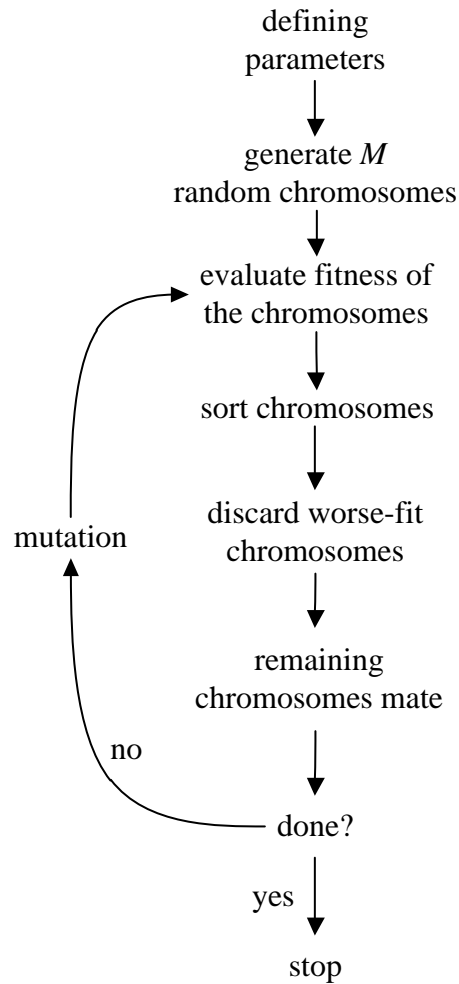 defining
parameters
generate M
random chromosomes
evaluate fitness of
the chromosomes
sort chromosomes
discard worse-fit
chromosomes
mutation
remaining
chromosomes mate
no
done?
yes
stop